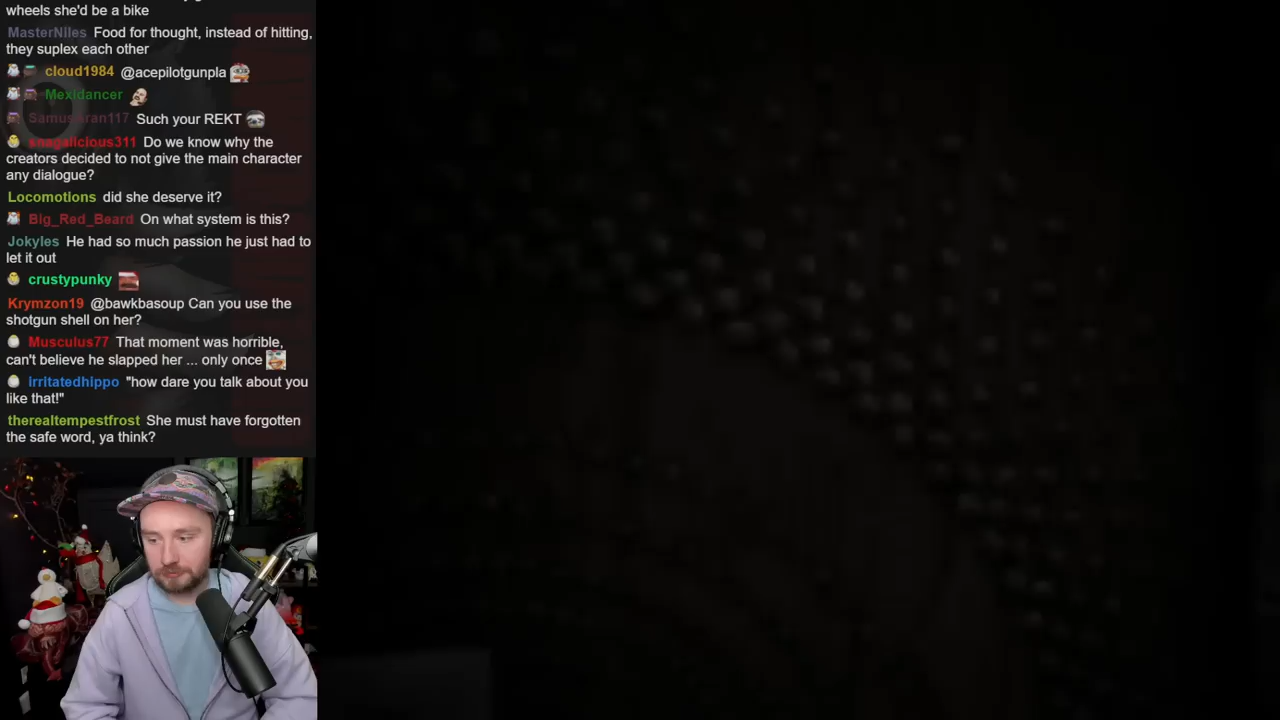 wheels she'd be a bike
MasterNiles Food for thought, instead of hitting,
they suplex each other
cloud1984 @acepilotgunpla
Mexidancer
Such your REKT
snagalicious311 Do we know why the
creators decided to not give the main character
any dialogue?
Locomotions did she deserve it?
Big_Red_Beard On what system is this?
Jokyles He had so much passion he just had to
let it out
crustypunky
Krymzon19 @bawkbasoup Can you use the
shotgun shell on her?
Musculus77 That moment was horrible,
can't believe he slapped her ... only once
irritatedhippo "how dare you talk about you
like that!"
therealtempestfrost She must have forgotten
the safe word, ya think?